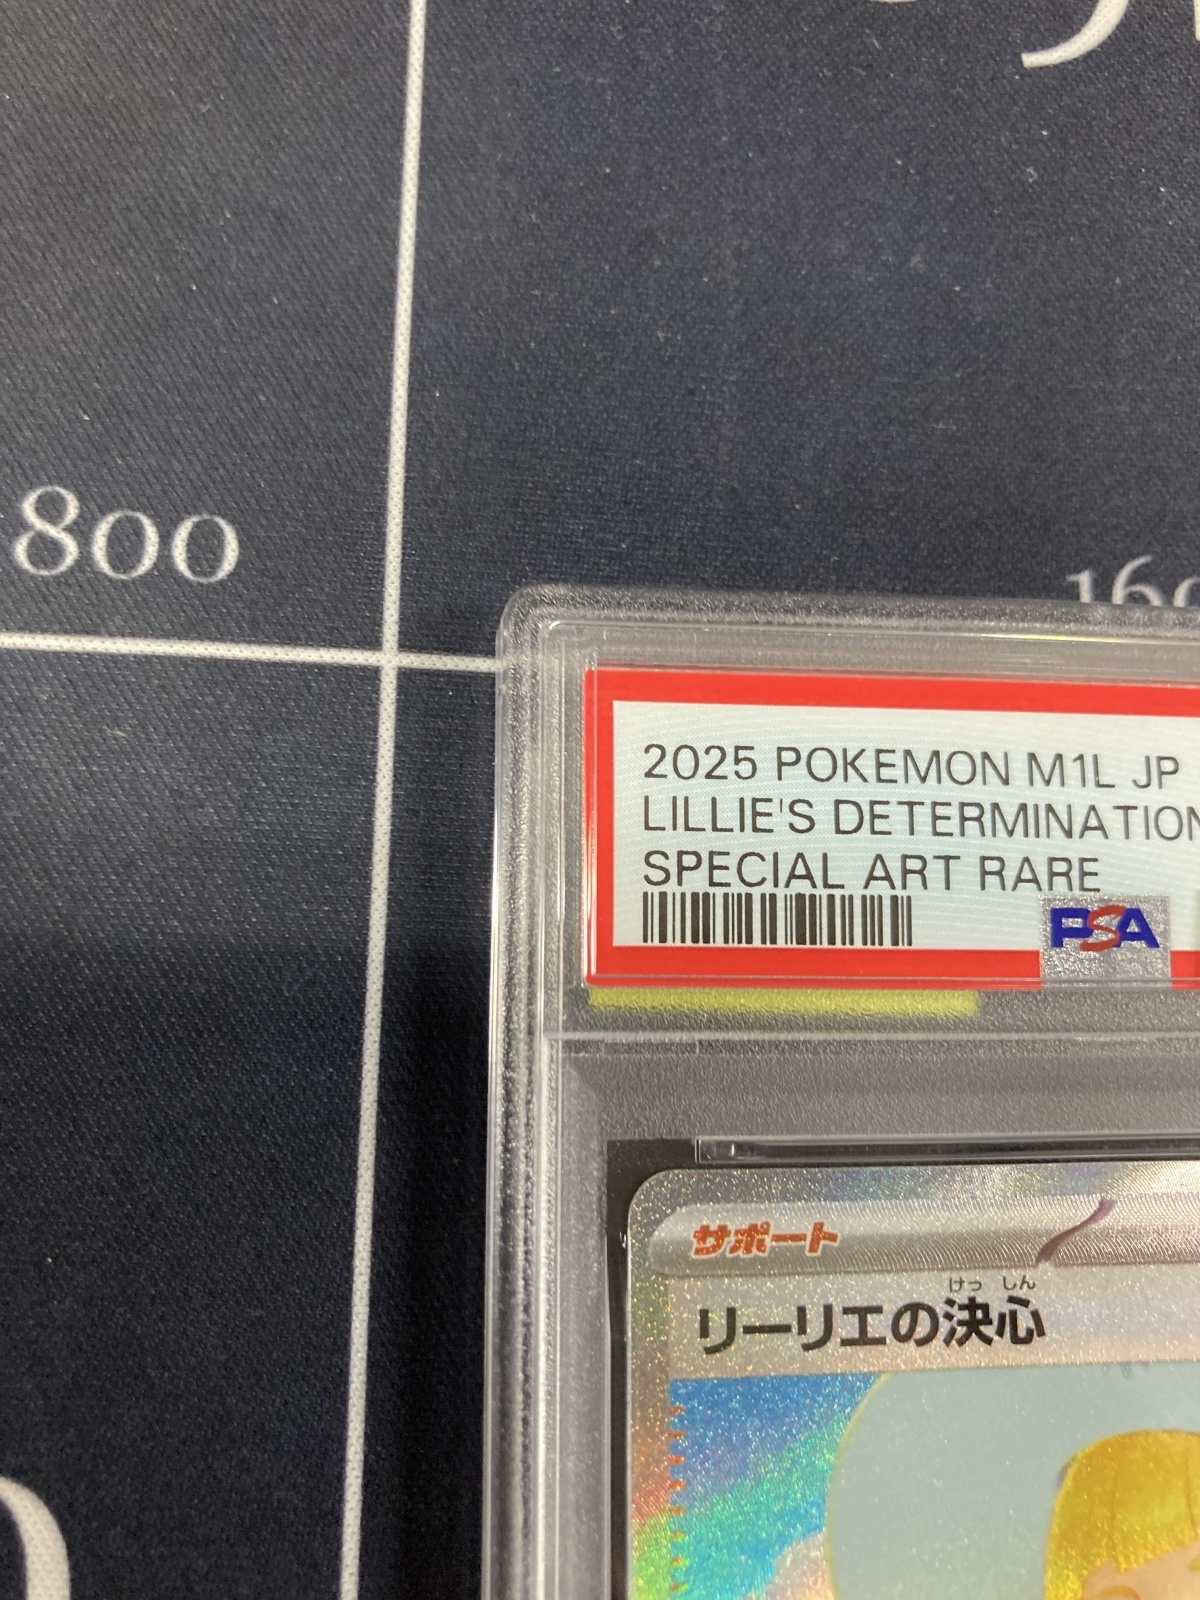 800
2025 POKEMON M1L JP
LILLIE'S DETERMINATION
SPECIAL ART RARE
PSA
サポート
けっ しん
リーリエの決心